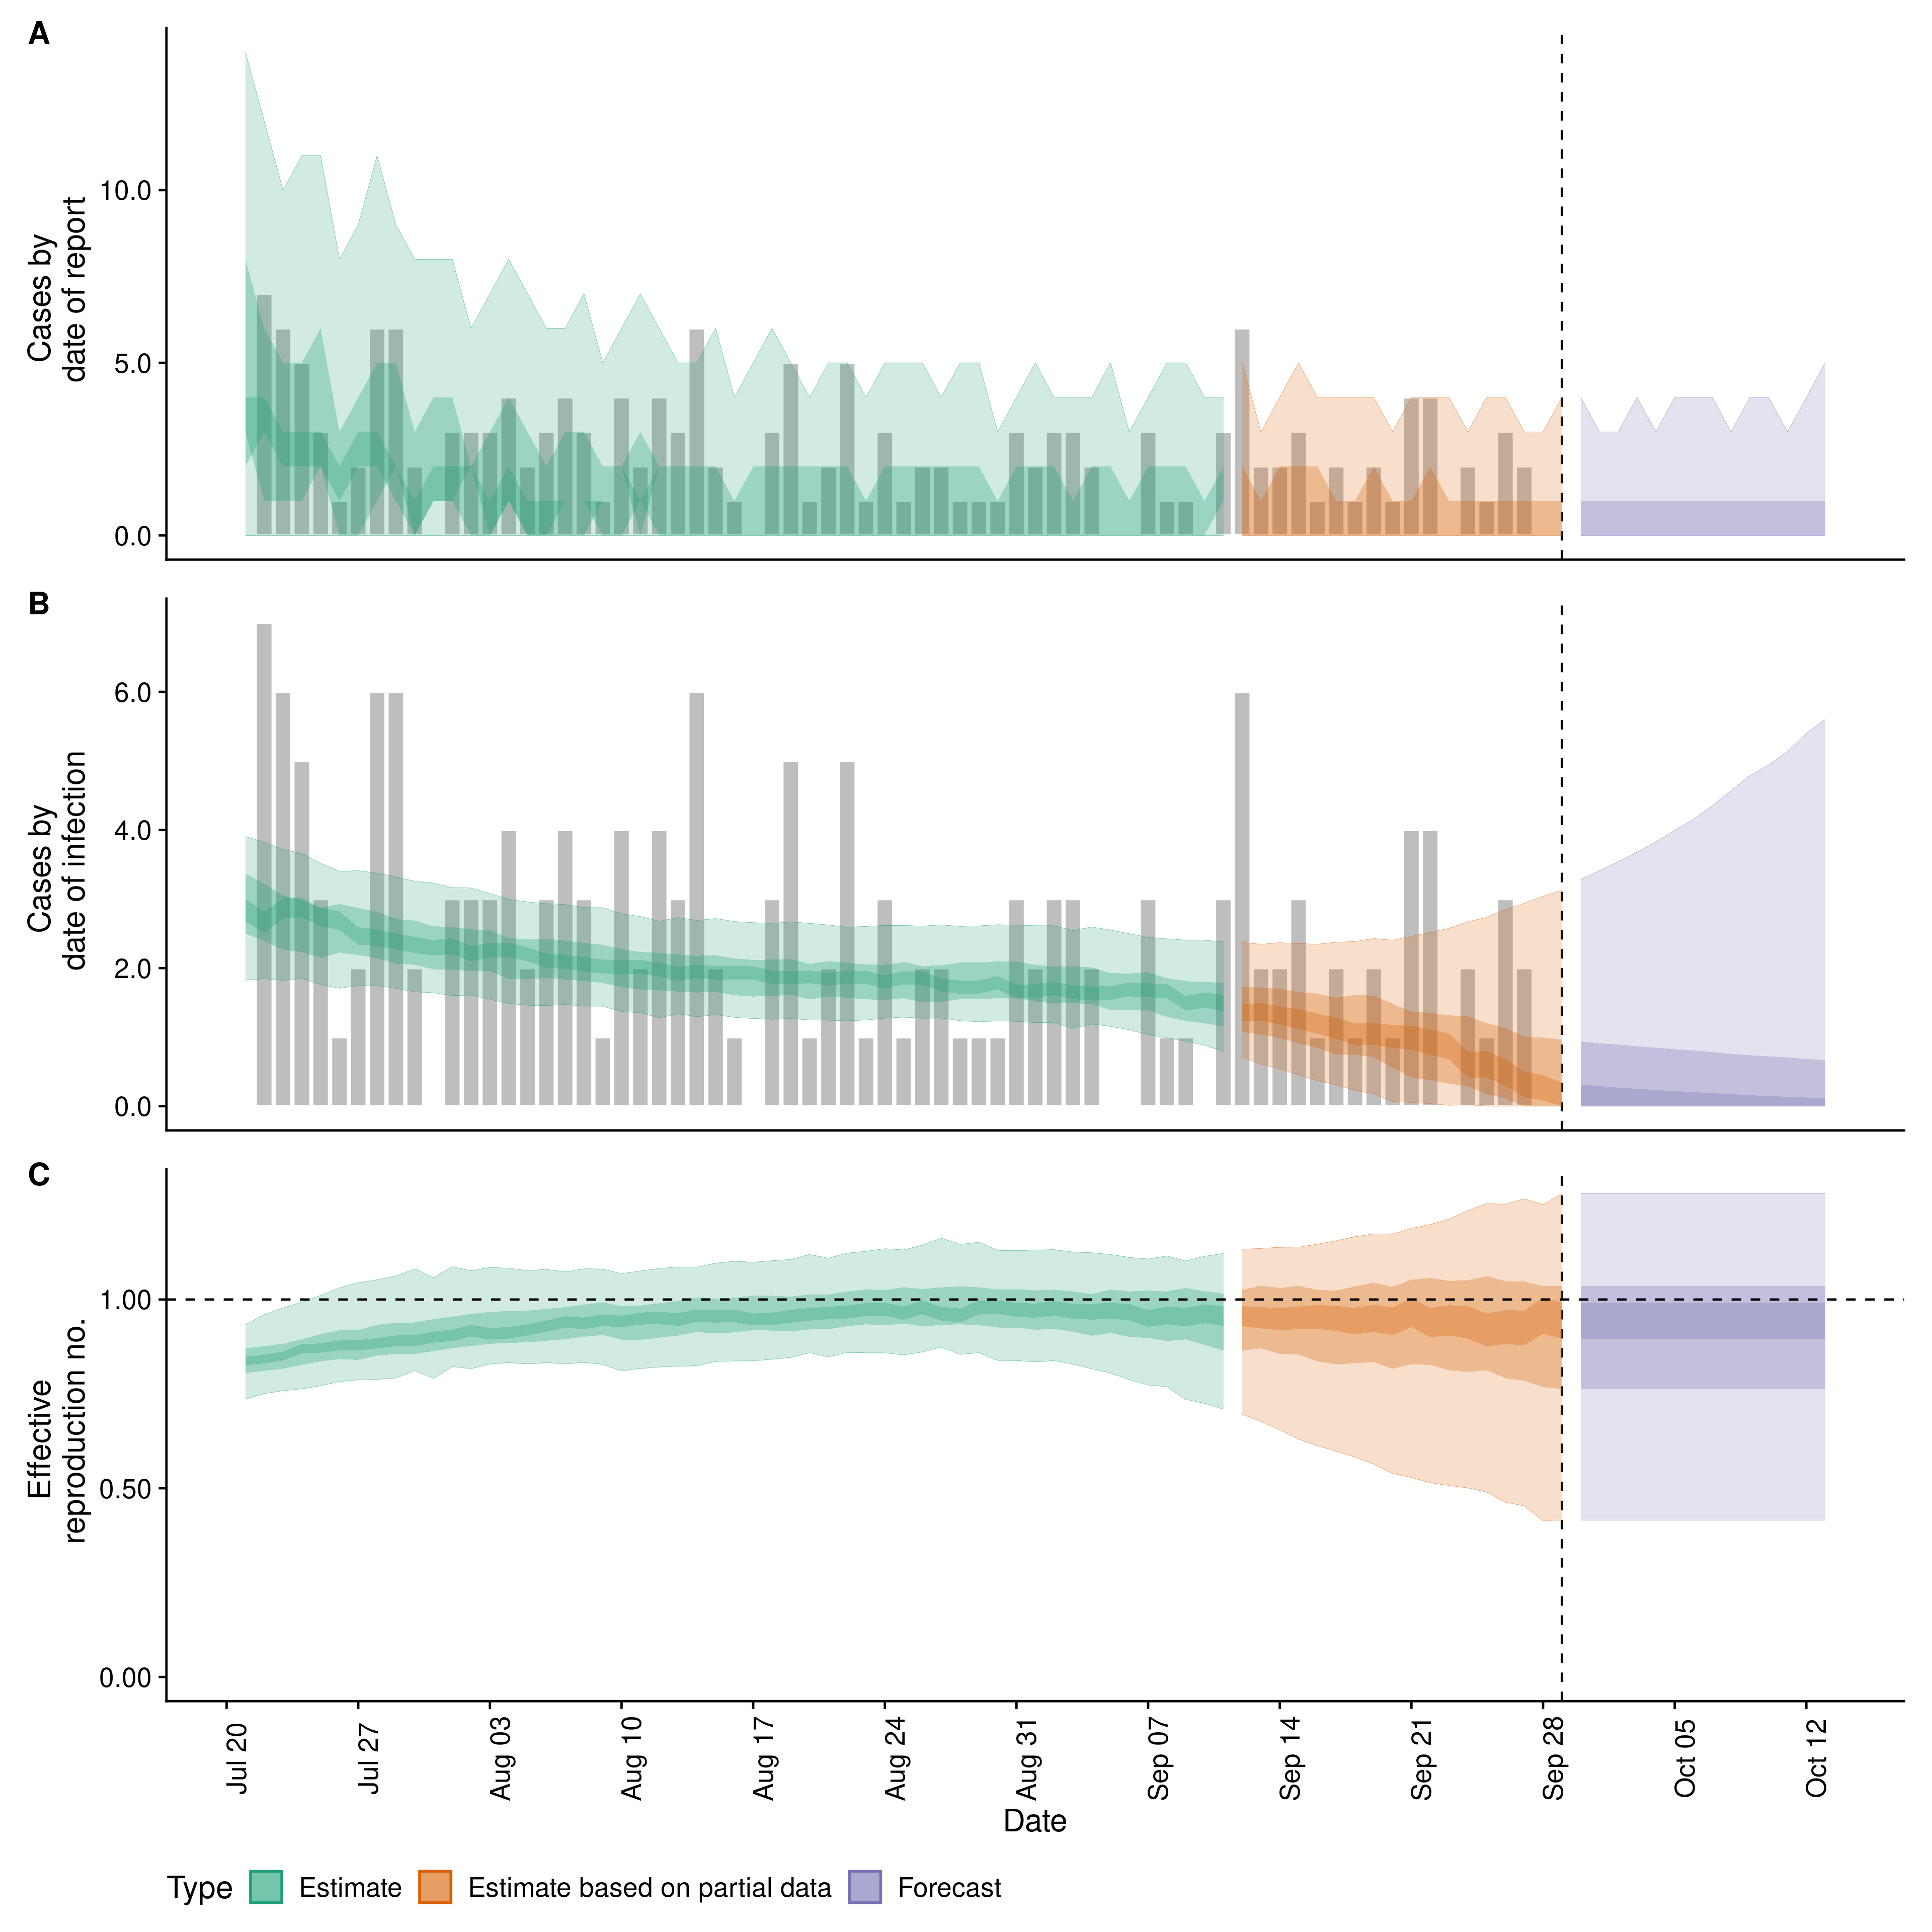 A
Cases by
date of report
10.0
5.0
0.0
B
Cases by
date of infection
6.0
4.0
2.0
0.0
C
Effective
reproduction no.
1.00
0.50
0.00
Jul 20
Jul 27
Aug 03
Aug 10
Aug 17
Aug 24
Aug 31
Sep 07
Sep 14
Sep 21
Sep 28
Oct 05
Oct 12
Date
Type Estimate Estimate based on partial data Forecast